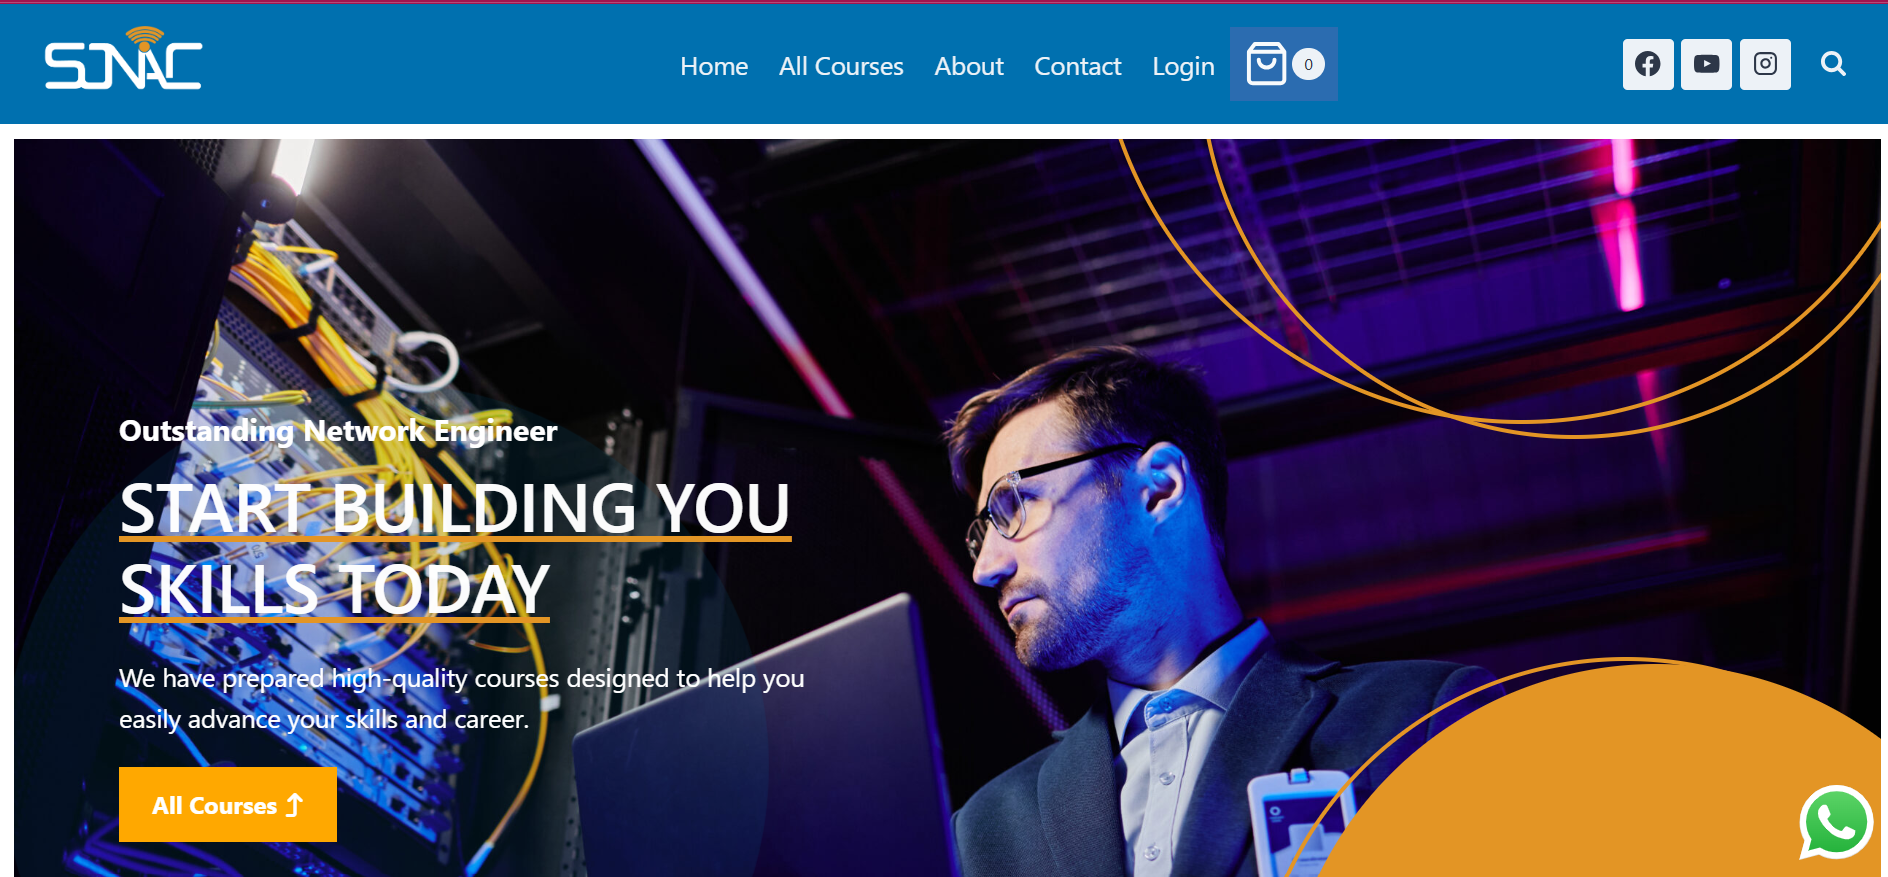 SJNAC
Home
All Courses
About
Contact
Login
0
Outstanding Network Engineer
START BUILDING YOU
SKILLS TODAY
We have prepared high-quality courses designed to help you
easily advance your skills and career.
All Courses